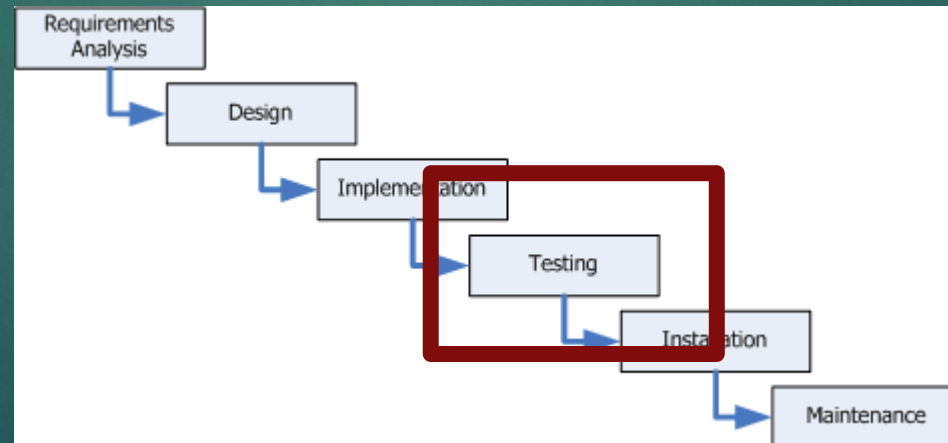 Requirements
Analysis
Design
Implementation
Testing
Installation
Maintenance